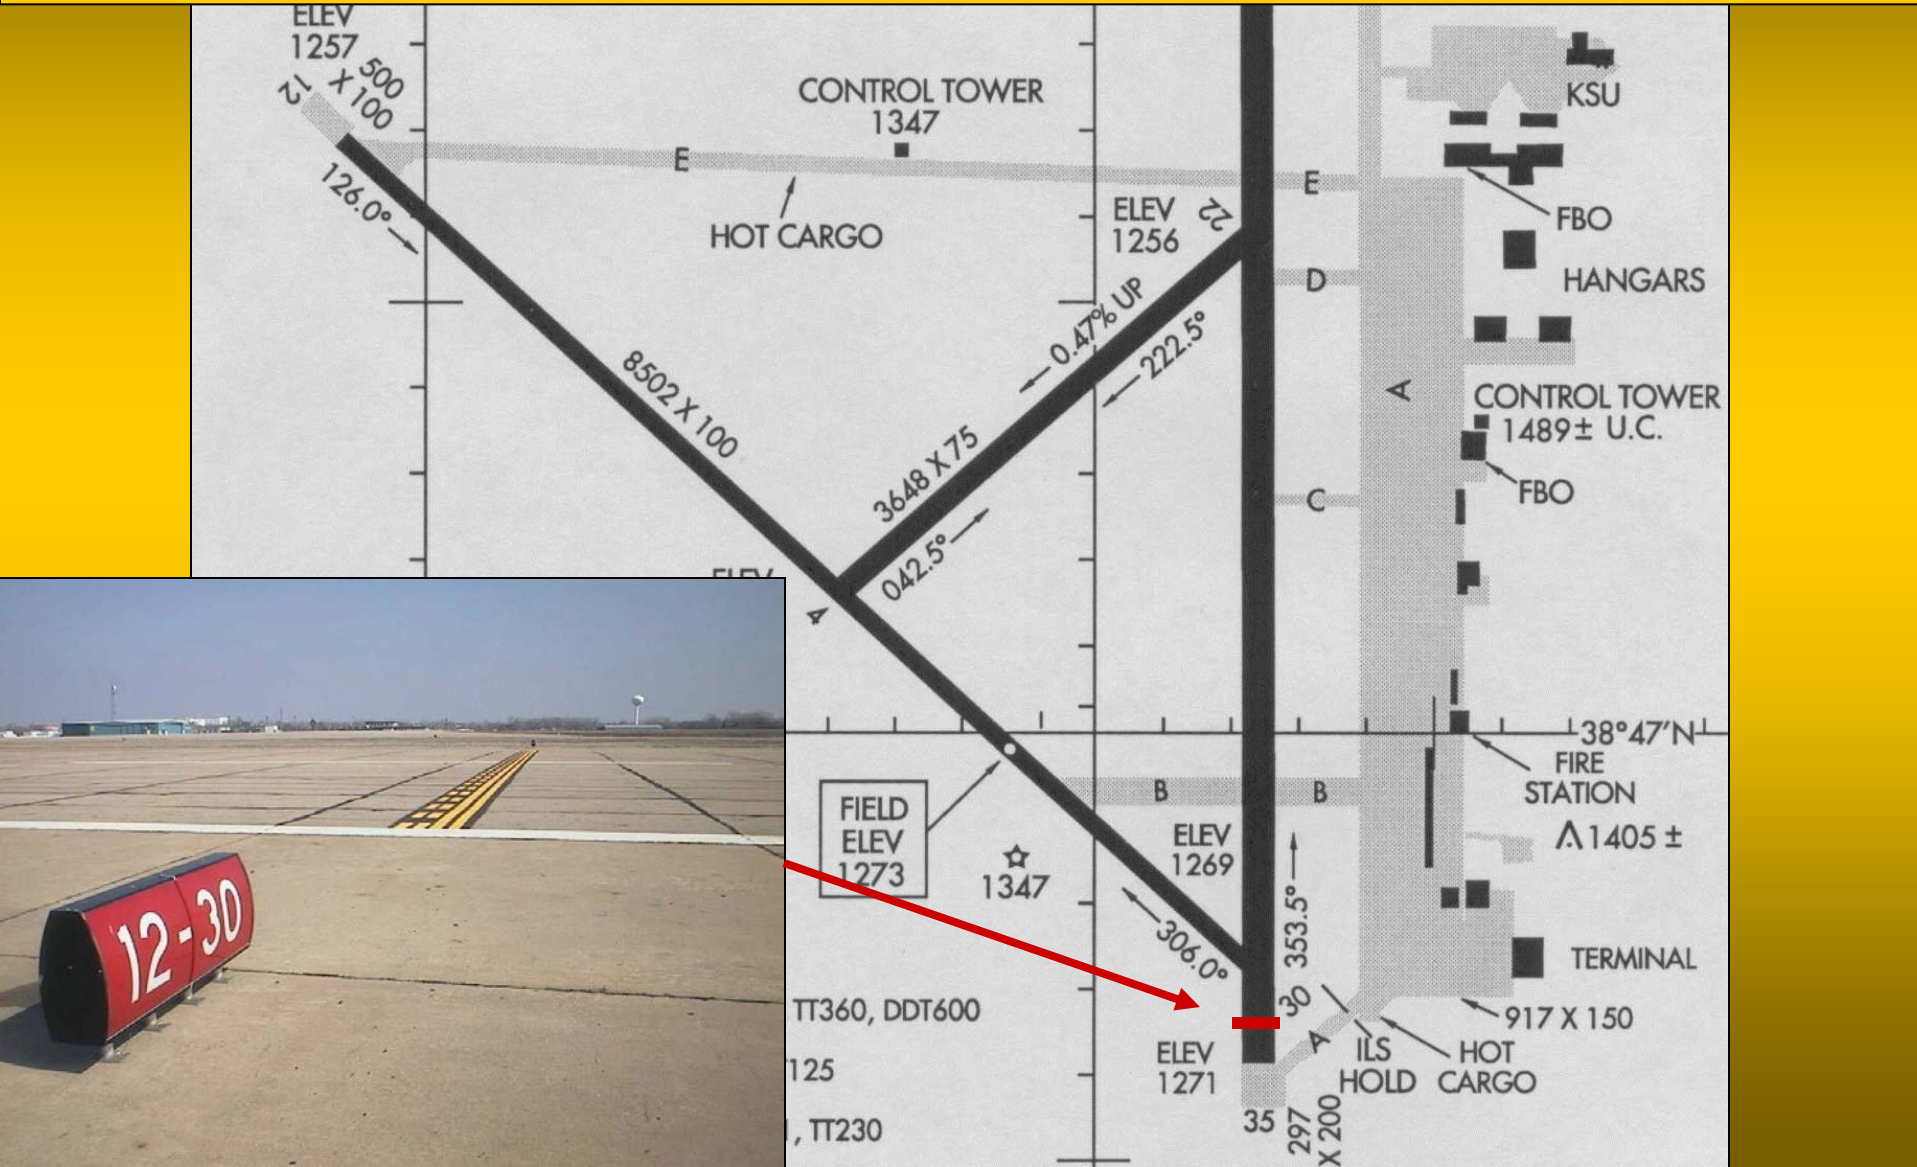 ELEV
1257
500
X 100
12
126.0°
CONTROL TOWER
1347
E
HOT CARGO
KSU
E
FBO
ELEV
1256
22
D
HANGARS
0.47% UP
222.5°
8502 X 100
A
CONTROL TOWER
1489± U.C.
FBO
3648 X 75
C
042.5°
4
38°47'N
FIRE
STATION
1405 ±
B
B
FIELD
ELEV
1273
ELEV
1269
1347
353.5°
306.0°
TERMINAL
12-30
30
TT360, DDT600
917 X 150
A
ILS
HOLD
HOT
CARGO
ELEV
1271
125
, TT230
35
297
X 200